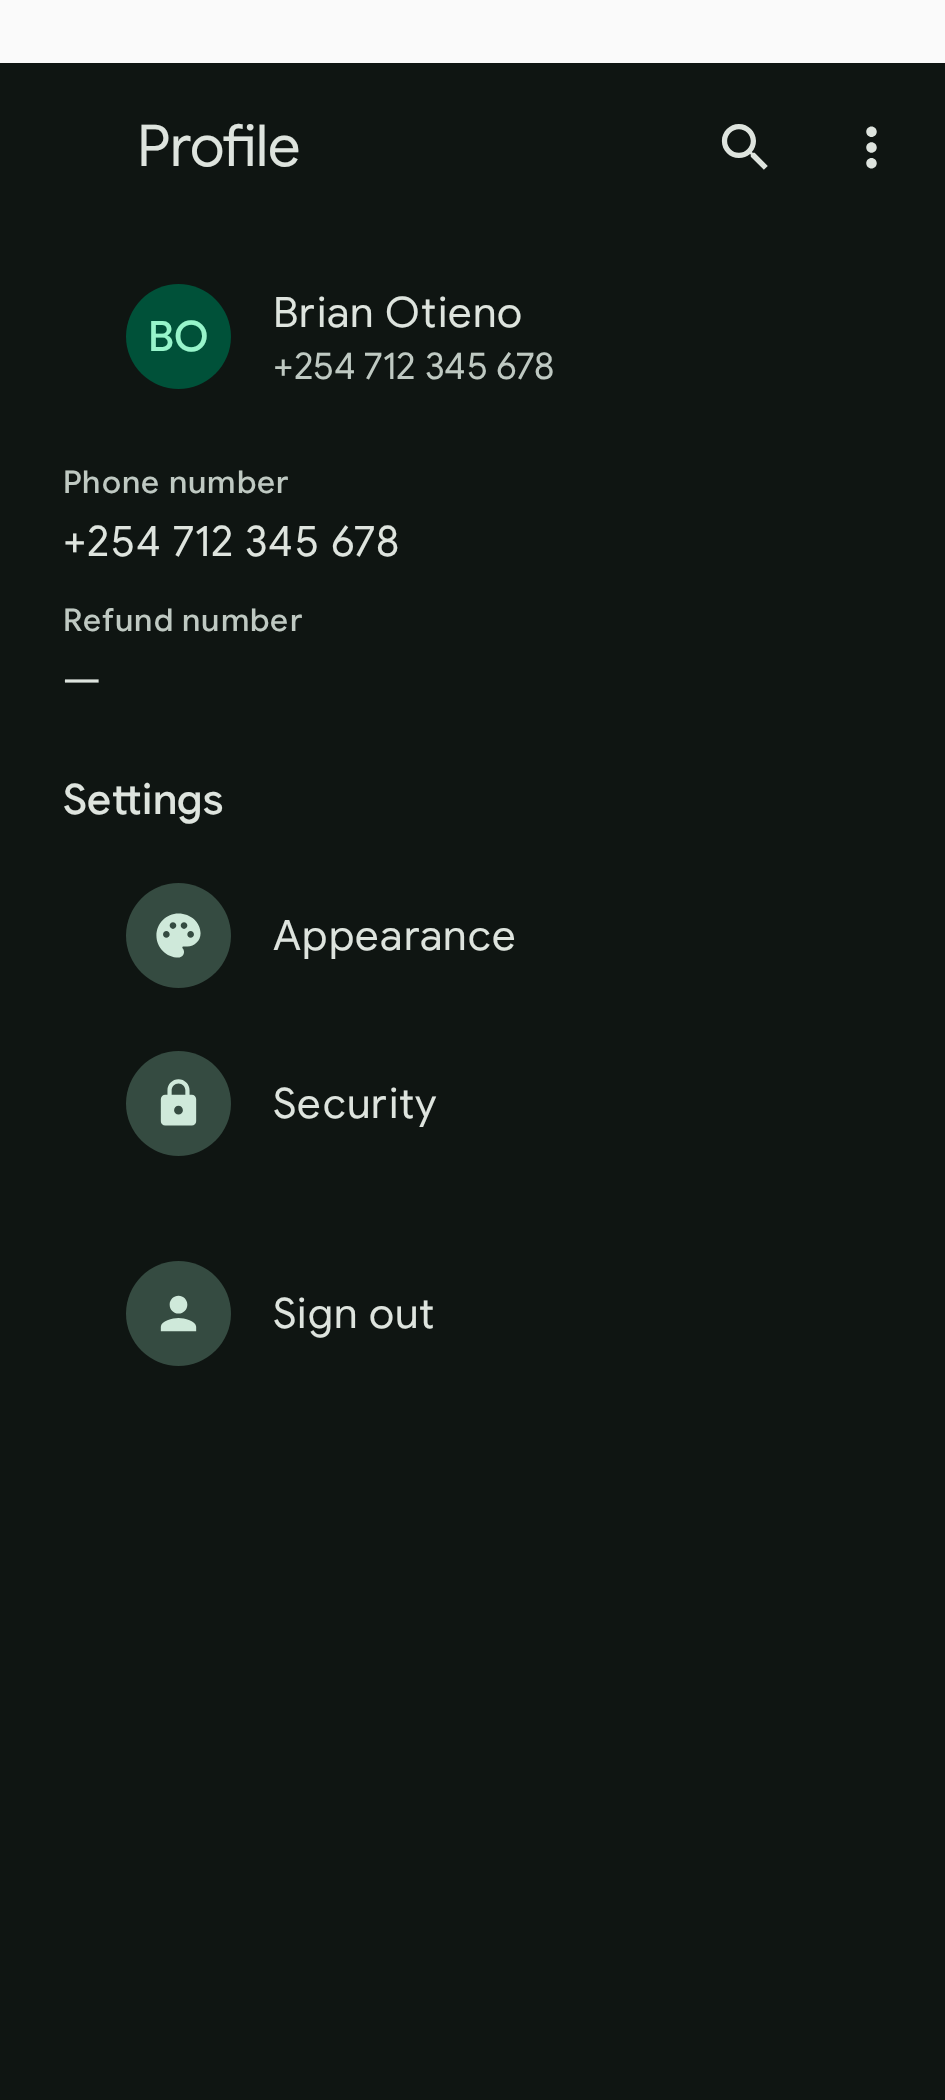 Profile
BO
Brian Otieno
+254 712 345 678
Phone number
+254 712 345 678
Refund number
—
Settings
Appearance
Security
Sign out